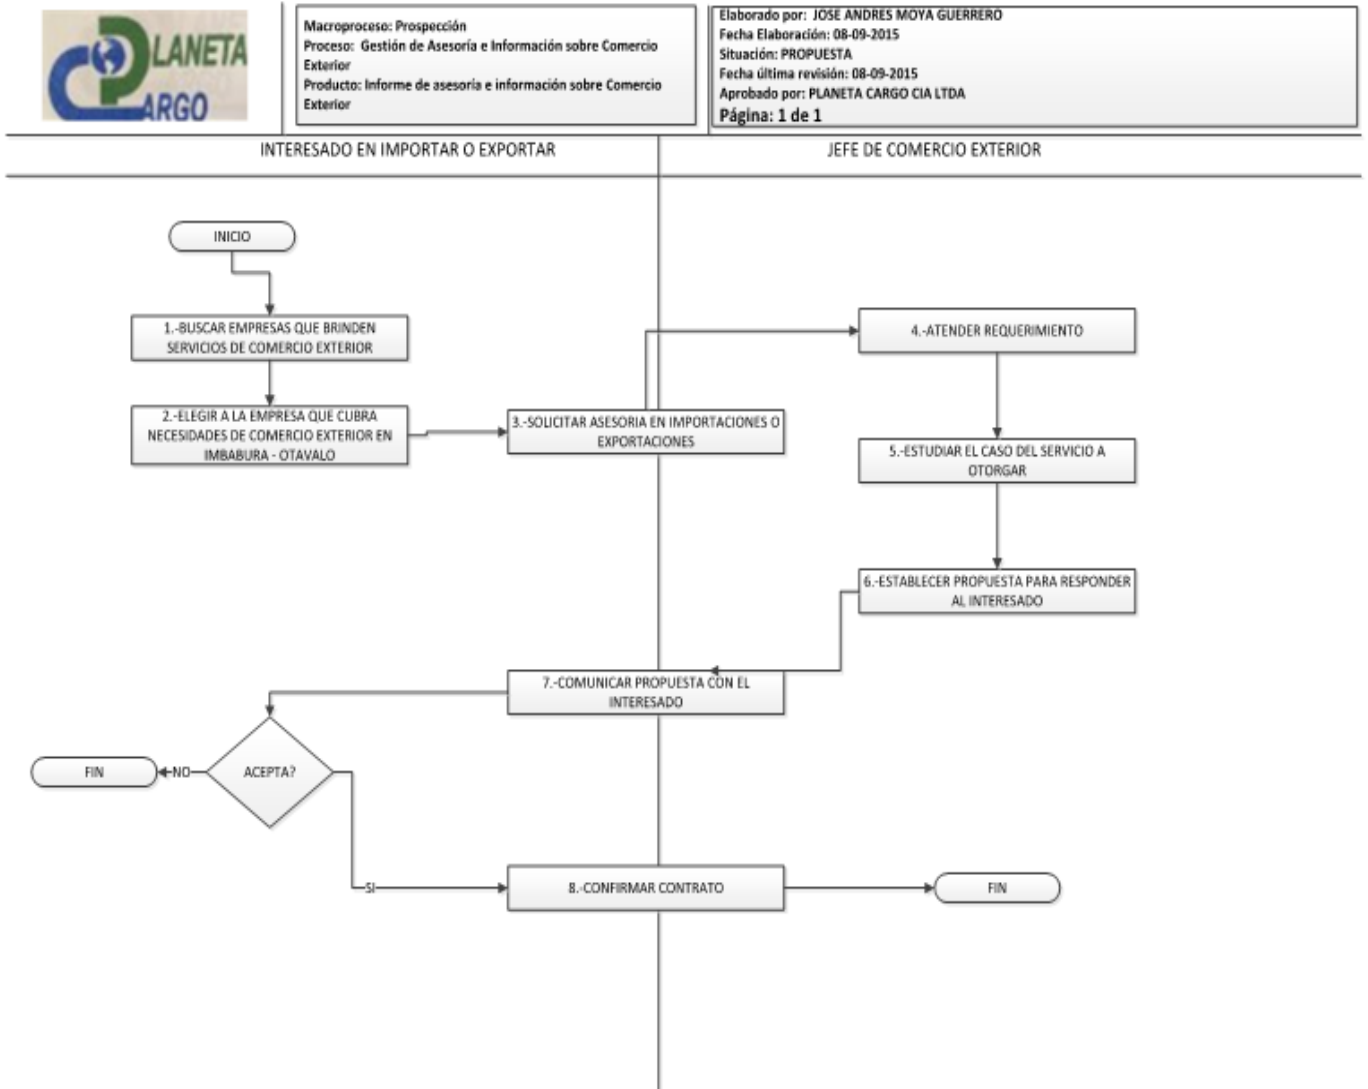 PLANETA
CARGO
Macroproceso: Prospección
Proceso: Gestión de Asesoría e Información sobre Comercio
Exterior
Producto: Informe de asesoría e información sobre Comercio
Exterior
Elaborado por: JOSE ANDRES MOYA GUERRERO
Fecha Elaboración: 08-09-2015
Situación: PROPUESTA
Fecha última revisión: 08-09-2015
Aprobado por: PLANETA CARGO CIA LTDA
Página: 1 de 1
INTERESADO EN IMPORTAR O EXPORTAR
JEFE DE COMERCIO EXTERIOR
INICIO
1.-BUSCAR EMPRESAS QUE BRINDEN
SERVICIOS DE COMERCIO EXTERIOR
2.-ELEGIR A LA EMPRESA QUE CUBRA
NECESIDADES DE COMERCIO EXTERIOR EN
IMBABURA - OTAVALO
3.-SOLICITAR ASESORIA EN IMPORTACIONES O
EXPORTACIONES
4.-ATENDER REQUERIMIENTO
5.-ESTUDIAR EL CASO DEL SERVICIO A
OTORGAR
6.-ESTABLECER PROPUESTA PARA RESPONDER
AL INTERESADO
7.-COMUNICAR PROPUESTA CON EL
INTERESADO
ACEPTA?
NO
FIN
SI
8.-CONFIRMAR CONTRATO
FIN